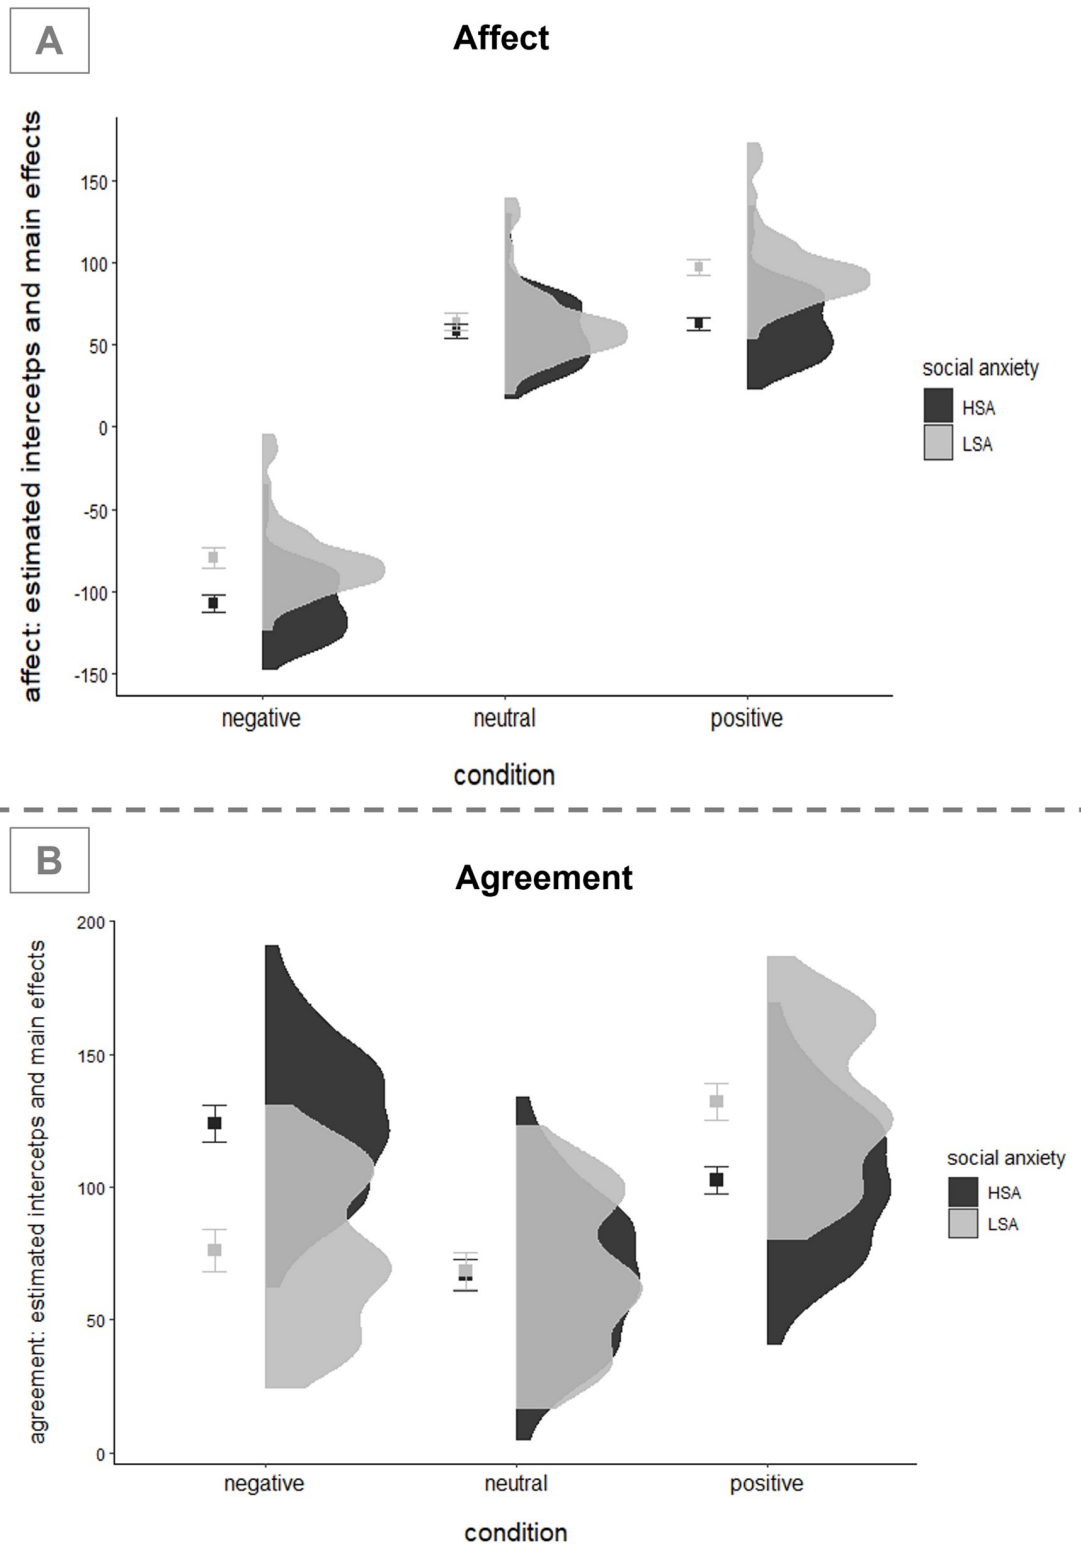 A
Affect
affect: estimated intercetps and main effects
150
100
50
0
-50
-100
-150
negative
neutral
positive
condition
social anxiety
HSA
LSA
B
Agreement
agreement: estimated intercetps and main effects
200
150
100
50
0
negative
neutral
positive
condition
social anxiety
HSA
LSA